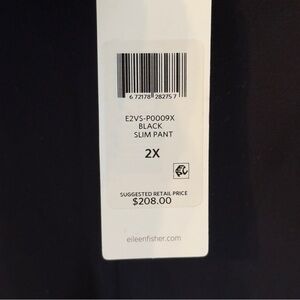 6 72178 28275 7
E2VS-P0009X
BLACK
SLIM PANT
2X
SUGGESTED RETAIL PRICE
$208.00
eileenfisher.com